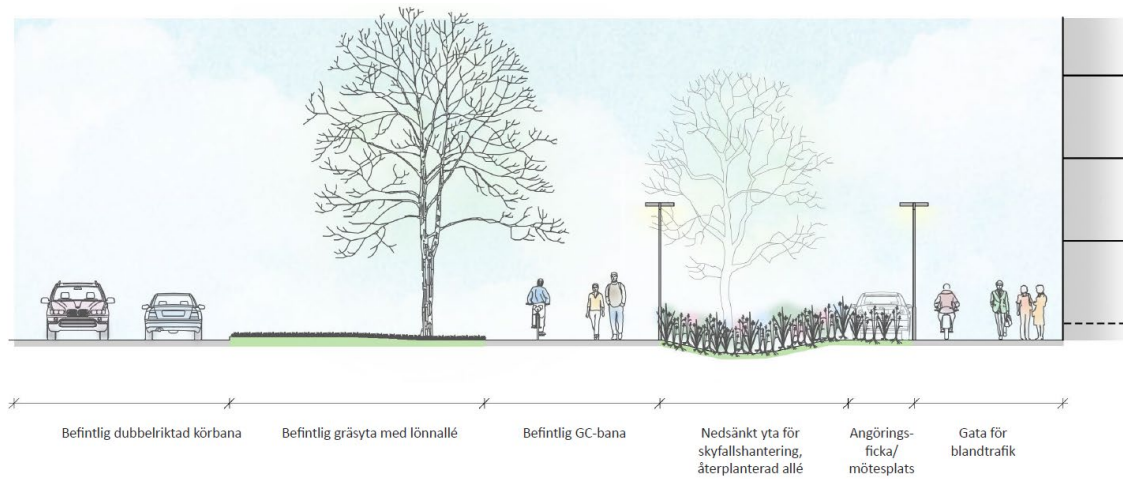 Befintlig dubbelriktad körbana
Befintlig gräsyta med lönnallé
Befintlig GC-bana
Nedsänkt yta för
skyfallshantering,
återplanterad allé
Angörings-
ficka/
mötesplats
Gata för
blandtrafik